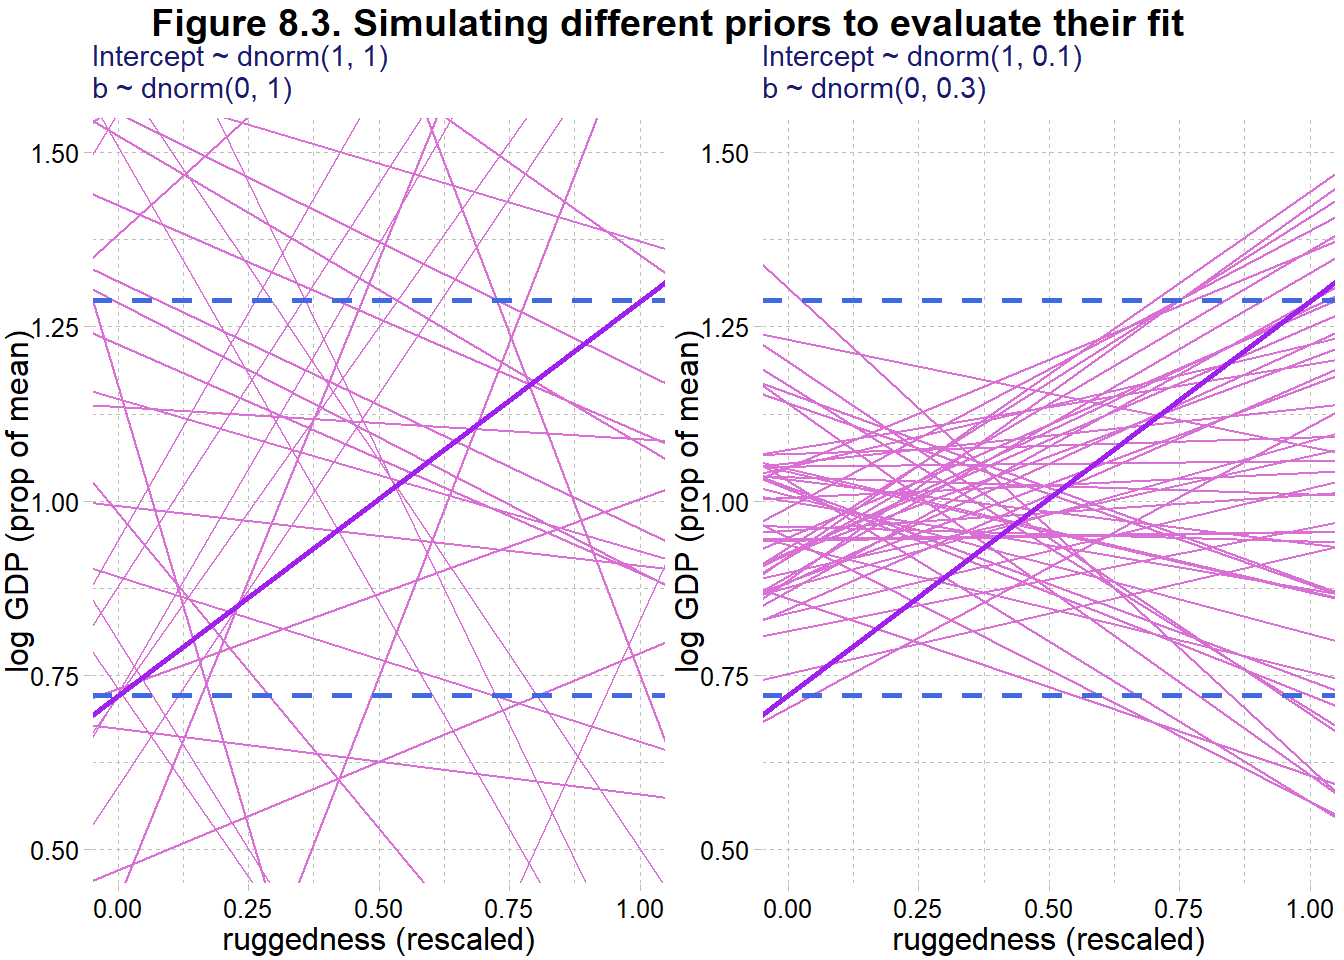 Figure 8.3. Simulating different priors to evaluate their fit
Intercept ~ dnorm(1, 1)
b ~ dnorm(0, 1)
log GDP (prop of mean)
1.50
1.25
1.00
0.75
0.50
0.00 0.25 0.50 0.75 1.00
ruggedness (rescaled)
Intercept ~ dnorm(1, 0.1)
b ~ dnorm(0, 0.3)
log GDP (prop of mean)
1.50
1.25
1.00
0.75
0.50
0.00 0.25 0.50 0.75 1.00
ruggedness (rescaled)